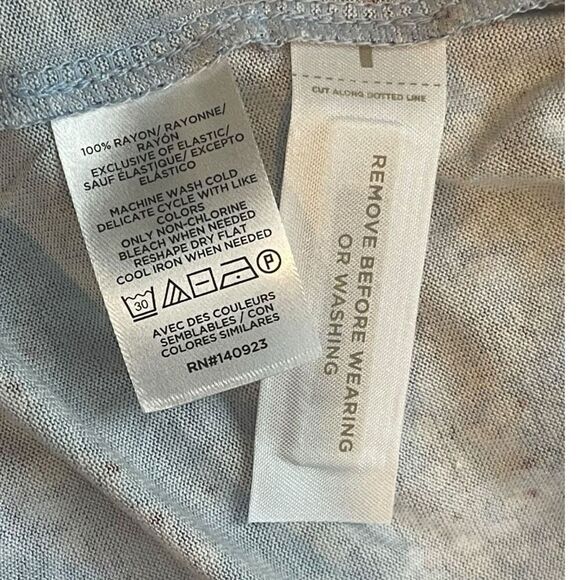 100% RAYON/ RAYONNE/
RAYÓN
EXCLUSIVE OF ELASTIC/
SAUF ÉLASTIQUE/ EXCEPTO
ELÁSTICO
MACHINE WASH COLD
DELICATE CYCLE WITH LIKE
COLORS
ONLY NON-CHLORINE
BLEACH WHEN NEEDED
RESHAPE DRY FLAT
COOL IRON WHEN NEEDED
30
P
AVEC DES COULEURS
SEMBLABLES / CON
COLORES SIMILARES
RN#140923
CUT ALONG DOTTED LINE
REMOVE BEFORE WEARING
OR WASHING